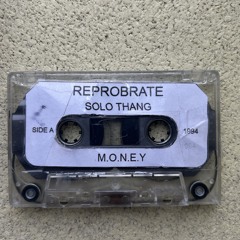 REPROBRATE
SOLO THANG
SIDE A 1994
M.O.N.E.Y